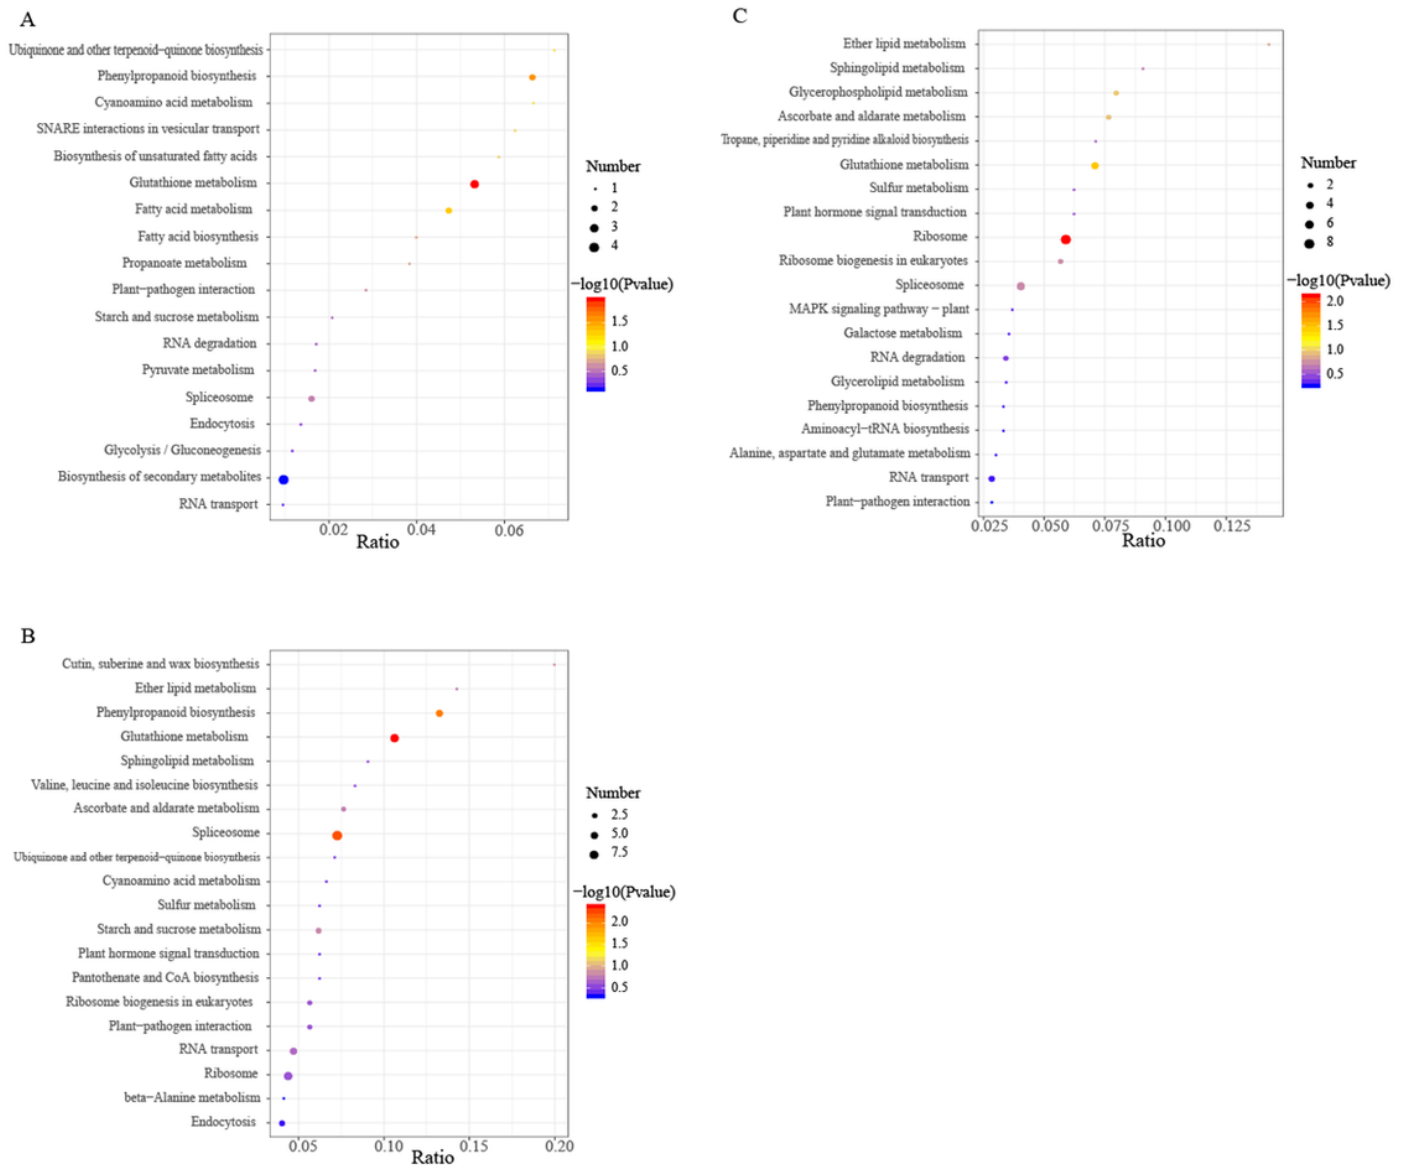 A
Ubiquinone and other terpenoid−quinone biosynthesis
Phenylpropanoid biosynthesis
Cyanoamino acid metabolism
SNARE interactions in vesicular transport
Biosynthesis of unsaturated fatty acids
Glutathione metabolism
Fatty acid metabolism
Fatty acid biosynthesis
Propanoate metabolism
Plant−pathogen interaction
Starch and sucrose metabolism
RNA degradation
Pyruvate metabolism
Spliceosome
Endocytosis
Glycolysis / Gluconeogenesis
Biosynthesis of secondary metabolites
RNA transport
0.02 0.04 0.06
Ratio
Number
1
2
3
4
−log10(Pvalue)
1.5
1.0
0.5
C
Ether lipid metabolism
Sphingolipid metabolism
Glycerophospholipid metabolism
Ascorbate and aldarate metabolism
Tropane, piperidine and pyridine alkaloid biosynthesis
Glutathione metabolism
Sulfur metabolism
Plant hormone signal transduction
Ribosome
Ribosome biogenesis in eukaryotes
Spliceosome
MAPK signaling pathway − plant
Galactose metabolism
RNA degradation
Glycerolipid metabolism
Phenylpropanoid biosynthesis
Aminoacyl−tRNA biosynthesis
Alanine, aspartate and glutamate metabolism
RNA transport
Plant−pathogen interaction
0.025 0.050 0.075 0.100 0.125
Ratio
Number
2
4
6
8
−log10(Pvalue)
2.0
1.5
1.0
0.5
B
Cutin, suberine and wax biosynthesis
Ether lipid metabolism
Phenylpropanoid biosynthesis
Glutathione metabolism
Sphingolipid metabolism
Valine, leucine and isoleucine biosynthesis
Ascorbate and aldarate metabolism
Spliceosome
Ubiquinone and other terpenoid−quinone biosynthesis
Cyanoamino acid metabolism
Sulfur metabolism
Starch and sucrose metabolism
Plant hormone signal transduction
Pantothenate and CoA biosynthesis
Ribosome biogenesis in eukaryotes
Plant−pathogen interaction
RNA transport
Ribosome
beta−Alanine metabolism
Endocytosis
0.05 0.10 0.15 0.20
Ratio
Number
2.5
5.0
7.5
−log10(Pvalue)
2.0
1.5
1.0
0.5